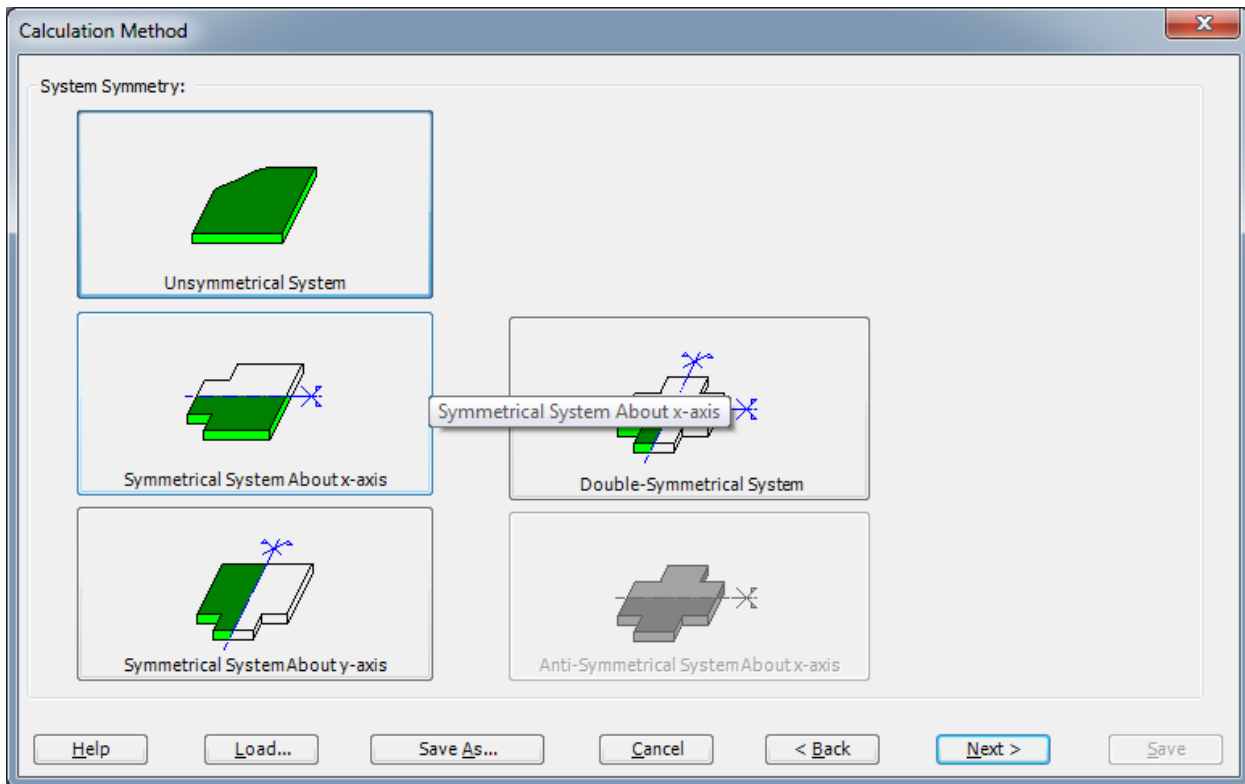 Calculation Method
System Symmetry:
Unsymmetrical System
Symmetrical System About x-axis
Symmetrical System About x-axis
Double-Symmetrical System
Symmetrical System About y-axis
Anti-Symmetrical System About x-axis
Help
Load...
Save As...
Cancel
< Back
Next >
Save